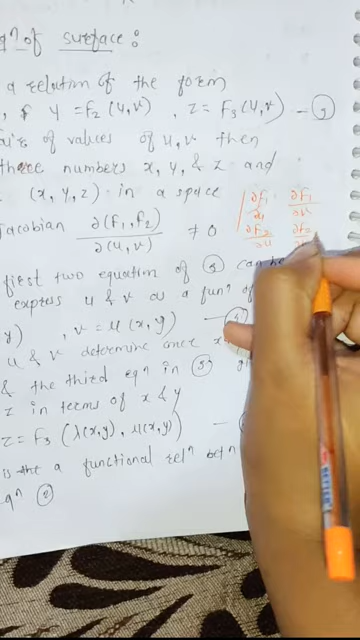 qⁿ of surface:
a relation of the form
y = F₂(u,v), z = F₃(u,v) – ③
of values of u, v then
three numbers x, y, & z and
(x, y, z) in a space
Jacobian ∂(F₁, F₂) / ∂(u, v) ≠ 0
∂F₁/∂u ∂F₁/∂v
∂F₂/∂u ∂F₂
first two equation of ③ can be
express u & v as a funⁿ of
y) , v = μ(x, y) –
u & v determine once x
& the third eqⁿ in ③
z in terms of x & y
z = F₃ (λ(x,y), μ(x,y)) –
is the a functional relⁿ betⁿ
eqⁿ ②